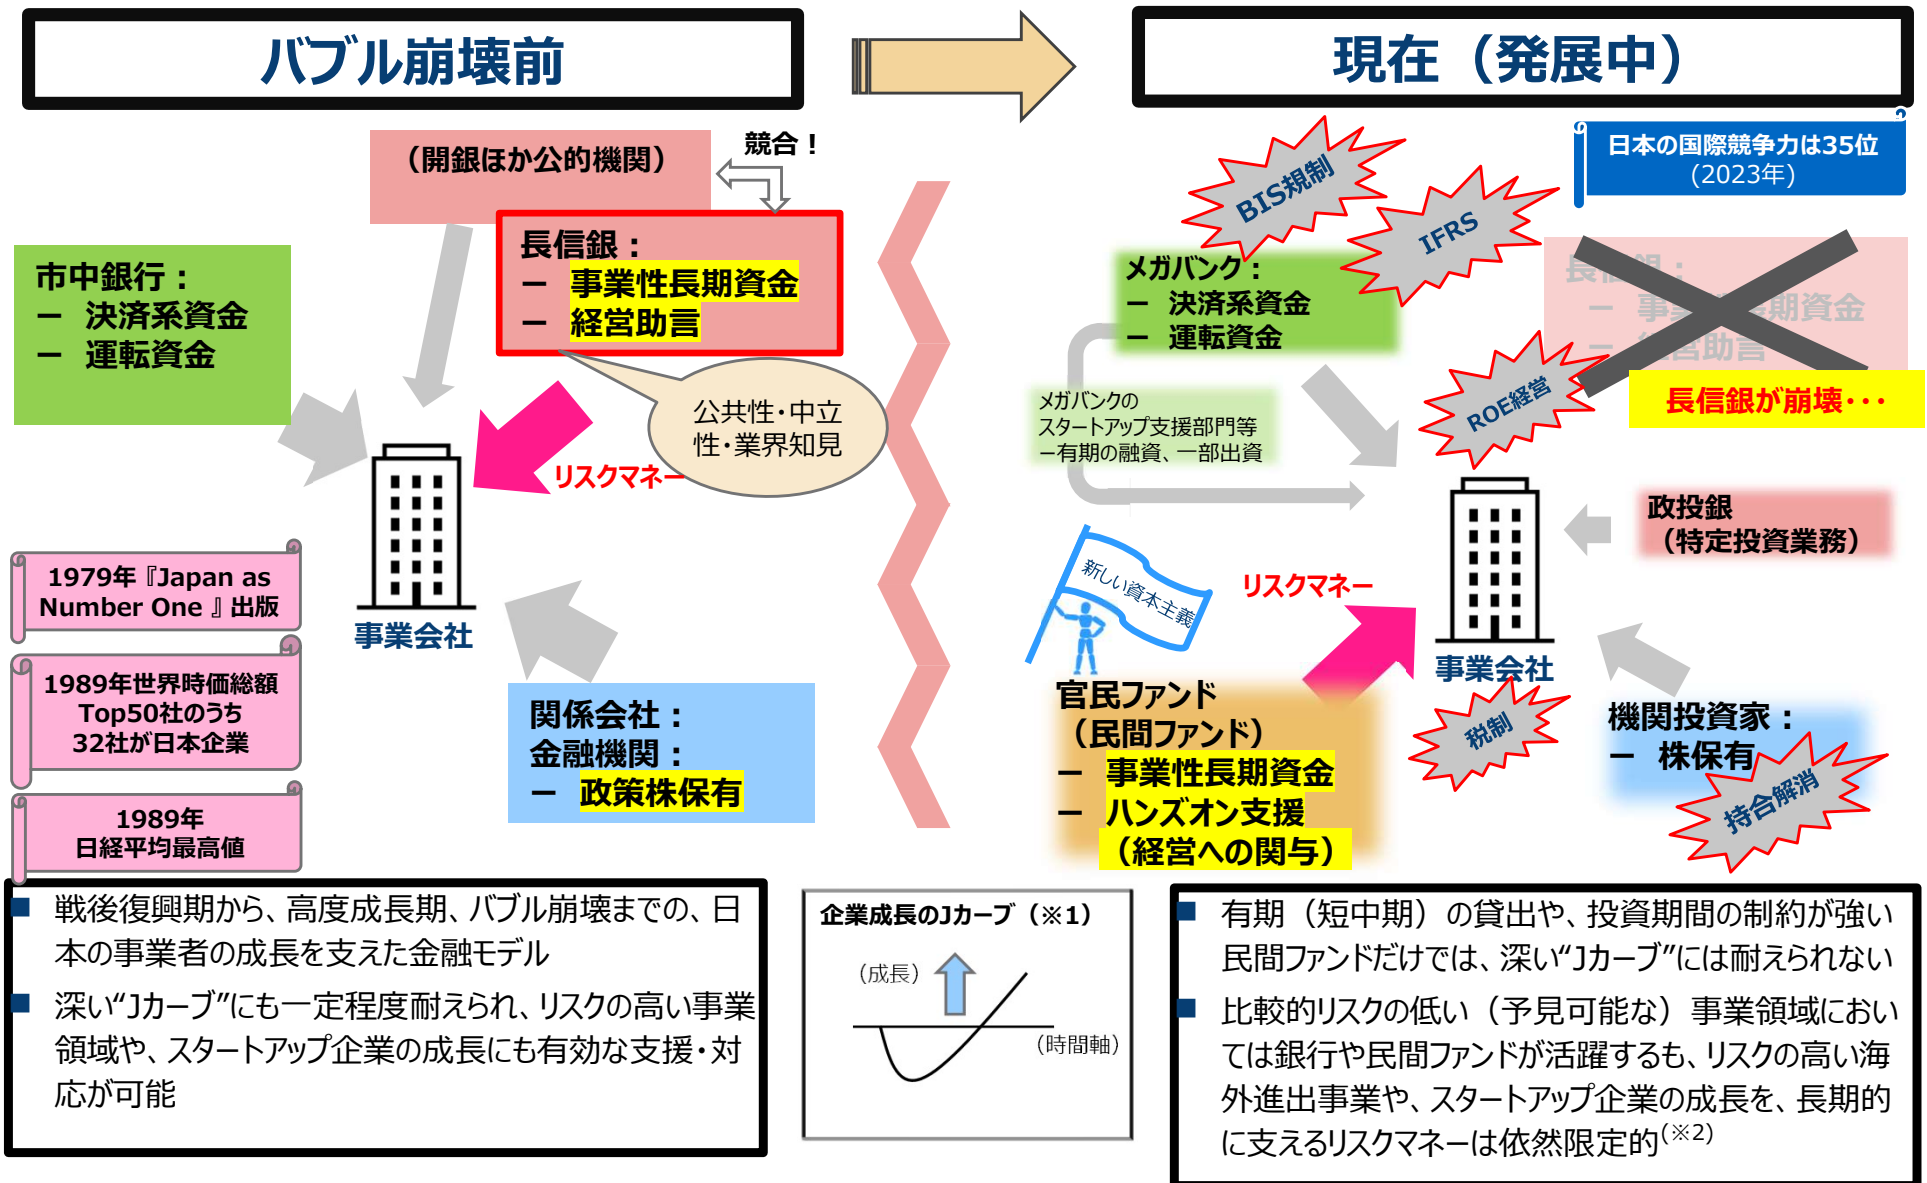 バブル崩壊前
現在（発展中）
（開銀ほか公的機関）
競合！
長信銀：
－ 事業性長期資金
－ 経営助言
市中銀行：
－ 決済系資金
－ 運転資金
公共性・中立
性・業界知見
リスクマネー
事業会社
1979年『Japan as
Number One 』出版
1989年世界時価総額
Top50社のうち
32社が日本企業
1989年
日経平均最高値
関係会社：
金融機関：
－ 政策株保有
BIS規制
IFRS
日本の国際競争力は35位
(2023年)
メガバンク：
－ 決済系資金
－ 運転資金
長信銀：
－ 事業性長期資金
－ 経営助言
長信銀が崩壊･･･
ROE経営
メガバンクの
スタートアップ支援部門等
－有期の融資、一部出資
政投銀
（特定投資業務）
新しい資本主義
リスクマネー
事業会社
税制
官民ファンド
（民間ファンド）
－ 事業性長期資金
－ ハンズオン支援
（経営への関与）
機関投資家：
－ 株保有
持合解消
■ 戦後復興期から、高度成長期、バブル崩壊までの、日
本の事業者の成長を支えた金融モデル
■ 深い“Jカーブ”にも一定程度耐えられ、リスクの高い事業
領域や、スタートアップ企業の成長にも有効な支援・対
応が可能
企業成長のJカーブ（※1）
（成長）
（時間軸）
■ 有期（短中期）の貸出や、投資期間の制約が強い
民間ファンドだけでは、深い“Jカーブ”には耐えられない
■ 比較的リスクの低い（予見可能な）事業領域におい
ては銀行や民間ファンドが活躍するも、リスクの高い海
外進出事業や、スタートアップ企業の成長を、長期的
に支えるリスクマネーは依然限定的(※2)